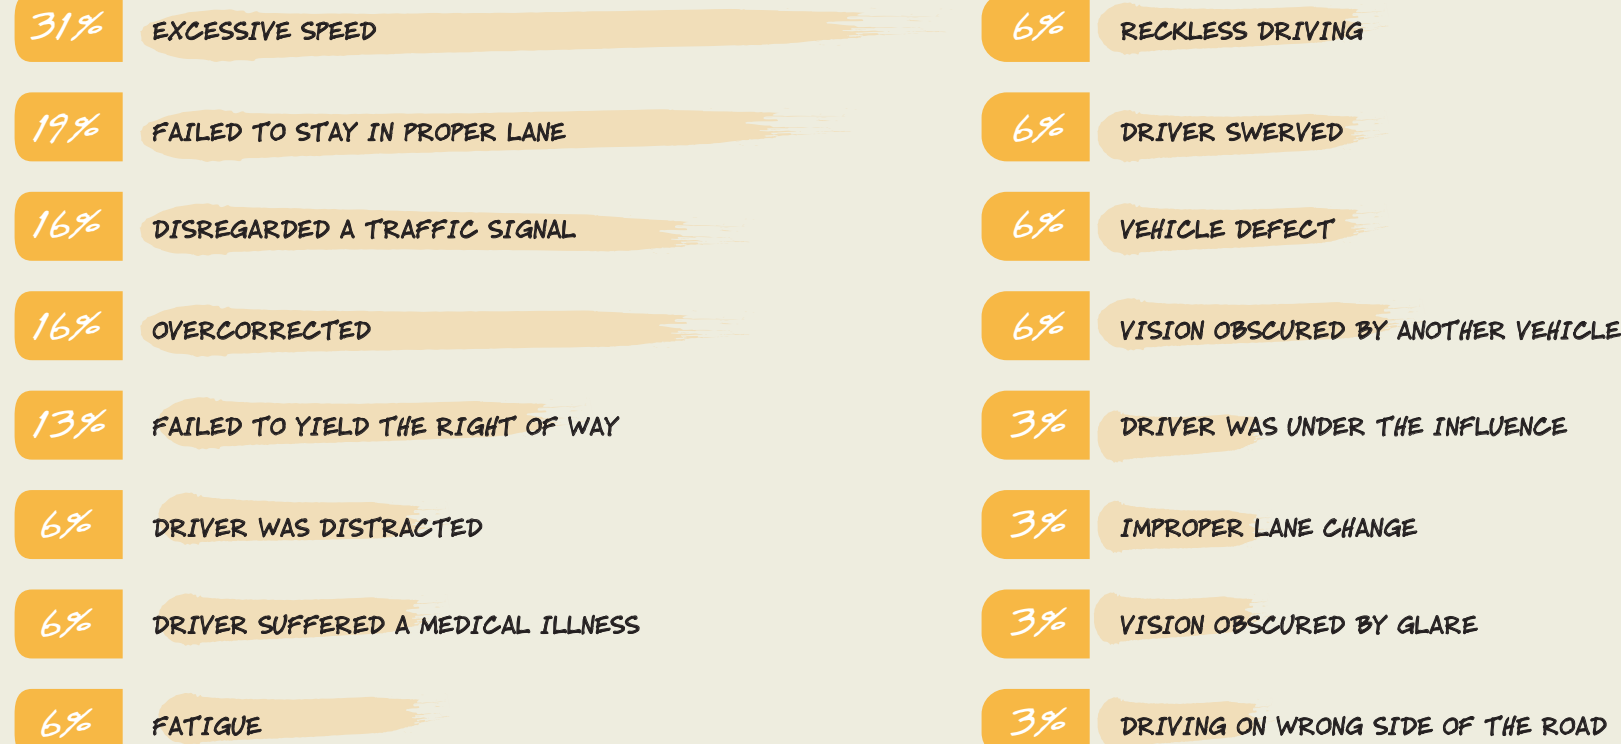 31% EXCESSIVE SPEED
19% FAILED TO STAY IN PROPER LANE
16% DISREGARDED A TRAFFIC SIGNAL
16% OVERCORRECTED
13% FAILED TO YIELD THE RIGHT OF WAY
6% DRIVER WAS DISTRACTED
6% DRIVER SUFFERED A MEDICAL ILLNESS
6% FATIGUE
6% RECKLESS DRIVING
6% DRIVER SWERVED
6% VEHICLE DEFECT
6% VISION OBSCURED BY ANOTHER VEHICLE
3% DRIVER WAS UNDER THE INFLUENCE
3% IMPROPER LANE CHANGE
3% VISION OBSCURED BY GLARE
3% DRIVING ON WRONG SIDE OF THE ROAD